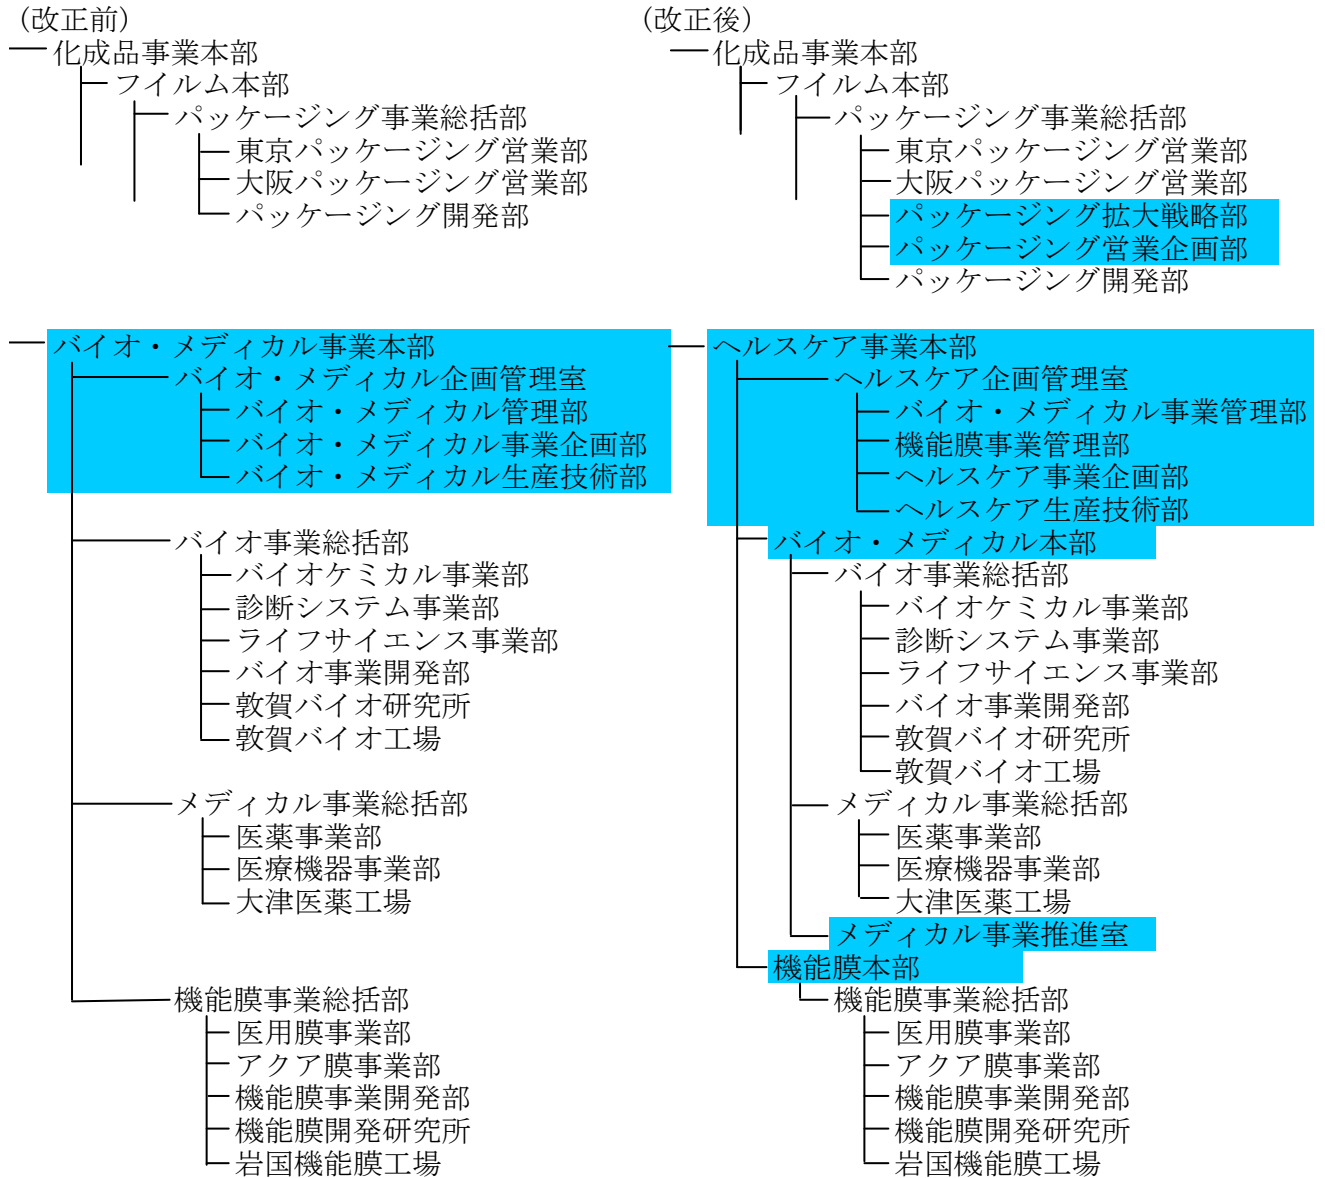 (改正前)
化成品事業本部
フイルム本部
パッケージング事業総括部
東京パッケージング営業部
大阪パッケージング営業部
パッケージング開発部
バイオ・メディカル事業本部
バイオ・メディカル企画管理室
バイオ・メディカル管理部
バイオ・メディカル事業企画部
バイオ・メディカル生産技術部
バイオ事業総括部
バイオケミカル事業部
診断システム事業部
ライフサイエンス事業部
バイオ事業開発部
敦賀バイオ研究所
敦賀バイオ工場
メディカル事業総括部
医薬事業部
医療機器事業部
大津医薬工場
機能膜事業総括部
医用膜事業部
アクア膜事業部
機能膜事業開発部
機能膜開発研究所
岩国機能膜工場
(改正後)
化成品事業本部
フイルム本部
パッケージング事業総括部
東京パッケージング営業部
大阪パッケージング営業部
パッケージング拡大戦略部
パッケージング営業企画部
パッケージング開発部
ヘルスケア事業本部
ヘルスケア企画管理室
バイオ・メディカル事業管理部
機能膜事業管理部
ヘルスケア事業企画部
ヘルスケア生産技術部
バイオ・メディカル本部
バイオ事業総括部
バイオケミカル事業部
診断システム事業部
ライフサイエンス事業部
バイオ事業開発部
敦賀バイオ研究所
敦賀バイオ工場
メディカル事業総括部
医薬事業部
医療機器事業部
大津医薬工場
メディカル事業推進室
機能膜本部
機能膜事業総括部
医用膜事業部
アクア膜事業部
機能膜事業開発部
機能膜開発研究所
岩国機能膜工場